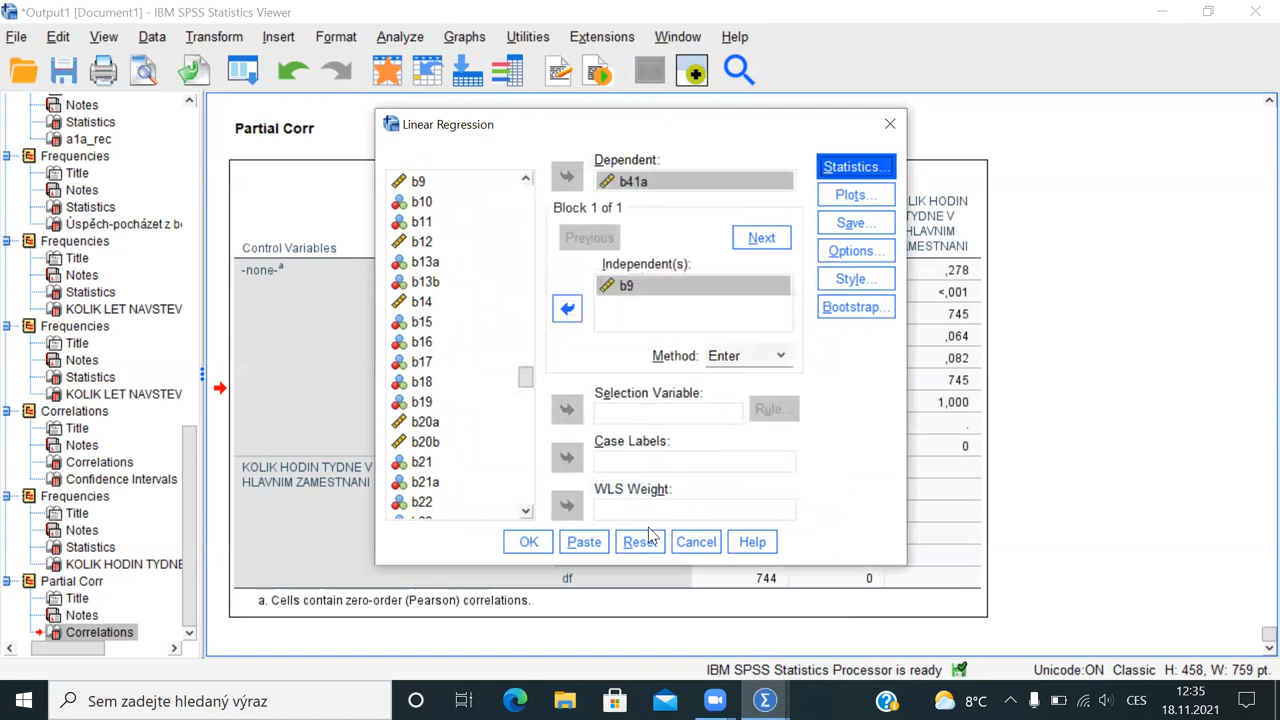 *Output1 [Document1] - IBM SPSS Statistics Viewer
File Edit View Data Transform Insert Format Analyze Graphs Utilities Extensions Window Help
Notes
Statistics
a1a_rec
Frequencies
Title
Notes
Statistics
Úspěch-pocházet z b
Frequencies
Title
Notes
Statistics
KOLIK LET NAVSTEV
Frequencies
Title
Notes
Statistics
KOLIK LET NAVSTEV
Correlations
Title
Notes
Correlations
Confidence Intervals
Frequencies
Title
Notes
Statistics
KOLIK HODIN TYDNE
Partial Corr
Title
Notes
Correlations
Partial Corr
Control Variables
-none-a
KOLIK HODIN TYDNE V
HLAVNIM ZAMESTNANI
LIK HODIN
TYDNE V
HLAVNIM
AMESTNANI
,278
<,001
745
,064
,082
745
1,000
.
0
df 744 0
a. Cells contain zero-order (Pearson) correlations.
Linear Regression
b9
b10
b11
b12
b13a
b13b
b14
b15
b16
b17
b18
b19
b20a
b20b
b21
b21a
b22
Dependent:
b41a
Block 1 of 1
Previous Next
Independent(s):
b9
Method: Enter
Selection Variable:
Rule...
Case Labels:
WLS Weight:
Statistics...
Plots...
Save...
Options...
Style...
Bootstrap...
OK Paste Reset Cancel Help
IBM SPSS Statistics Processor is ready Unicode:ON Classic H: 458, W: 759 pt.
Sem zadejte hledaný výraz
8°C CES 12:35
18.11.2021